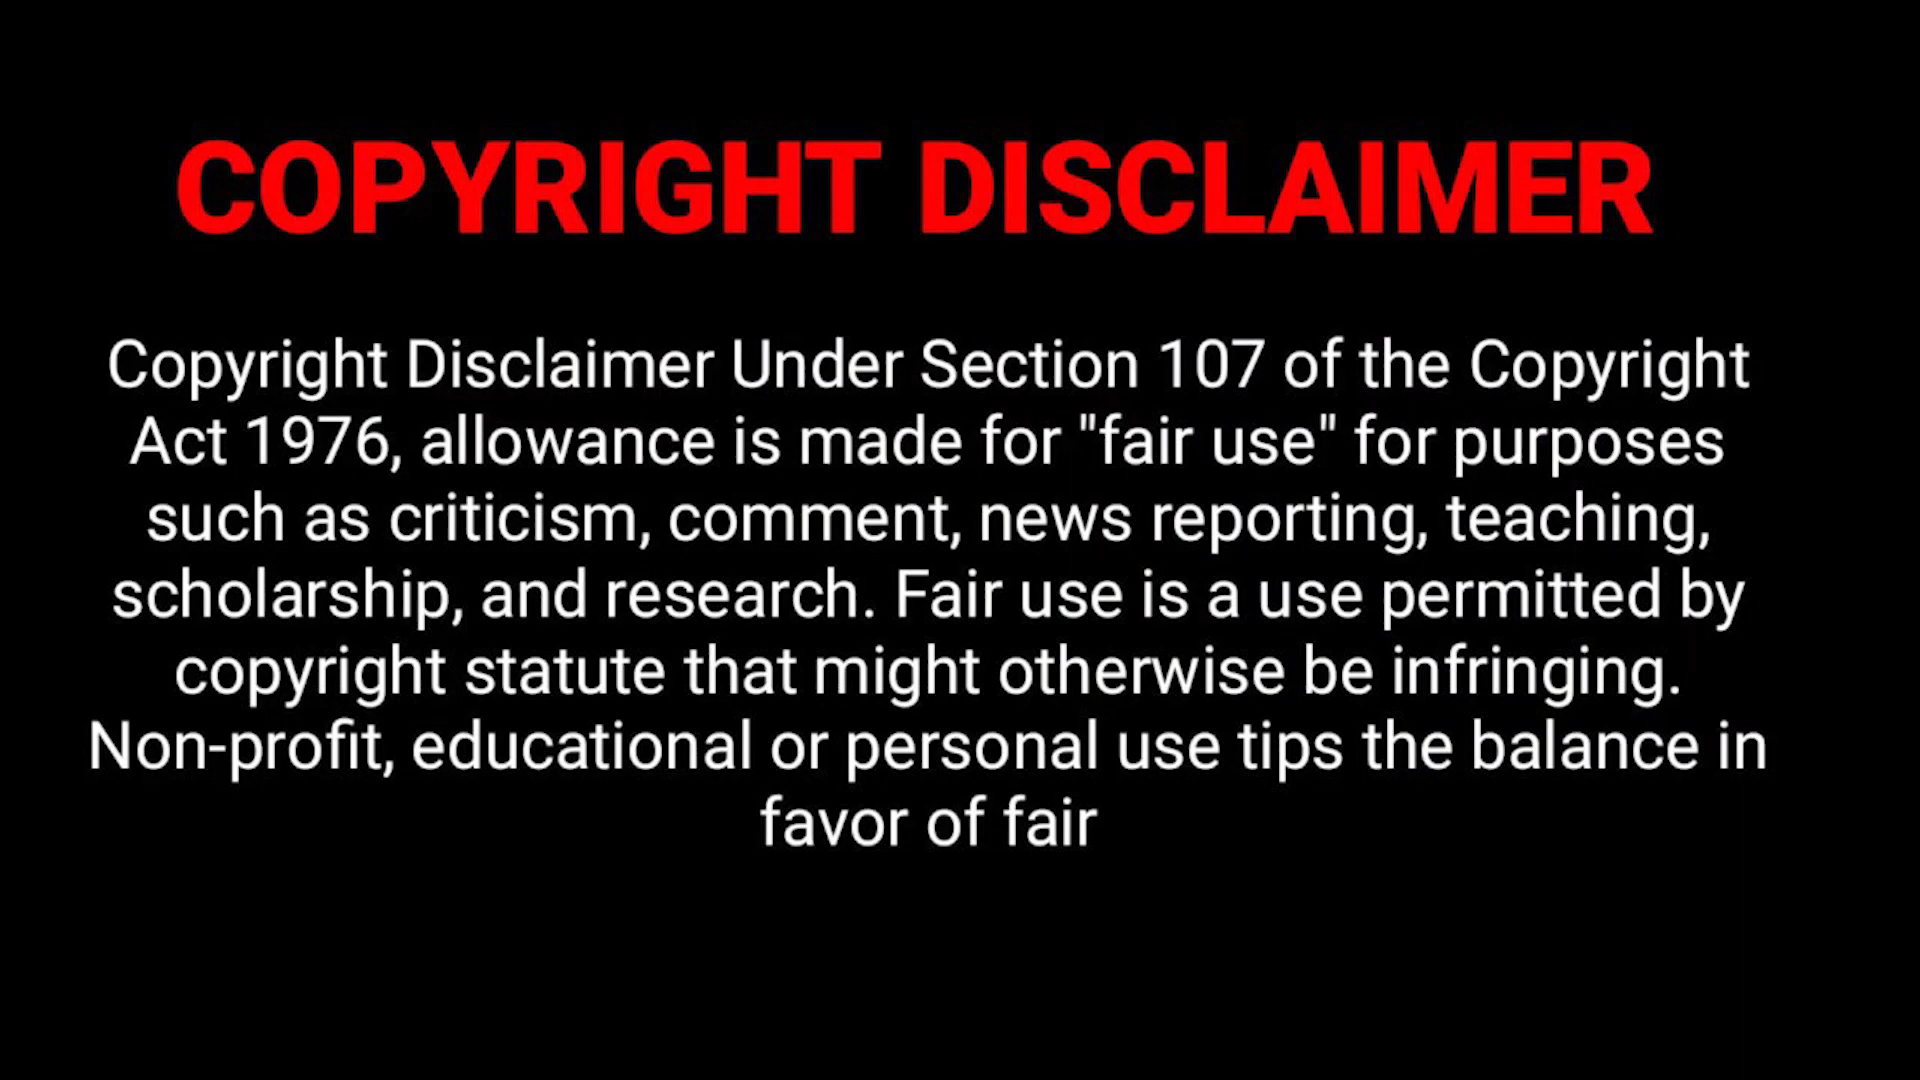 COPYRIGHT DISCLAIMER
Copyright Disclaimer Under Section 107 of the Copyright
Act 1976, allowance is made for "fair use" for purposes
such as criticism, comment, news reporting, teaching,
scholarship, and research. Fair use is a use permitted by
copyright statute that might otherwise be infringing.
Non-profit, educational or personal use tips the balance in
favor of fair